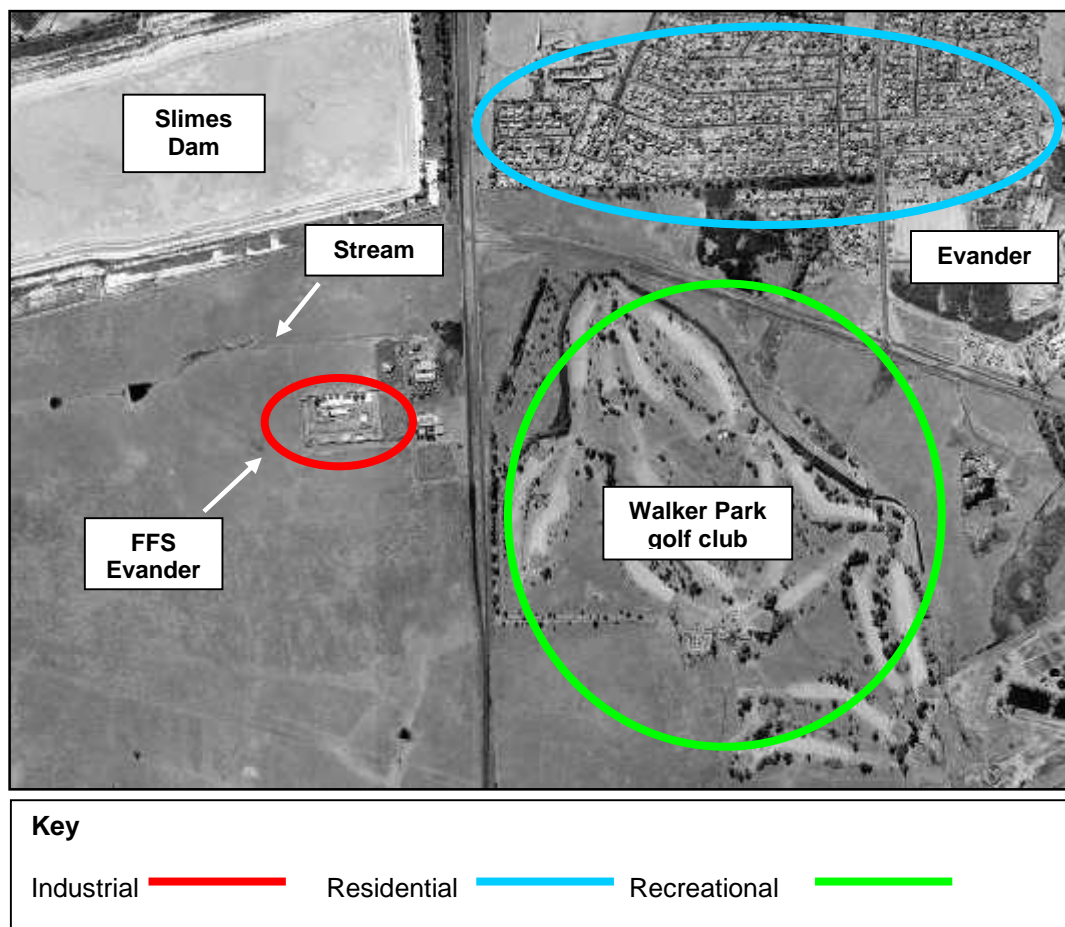 Slimes
Dam
Stream
Evander
Walker Park
golf club
FFS
Evander
Key
Industrial
Residential
Recreational